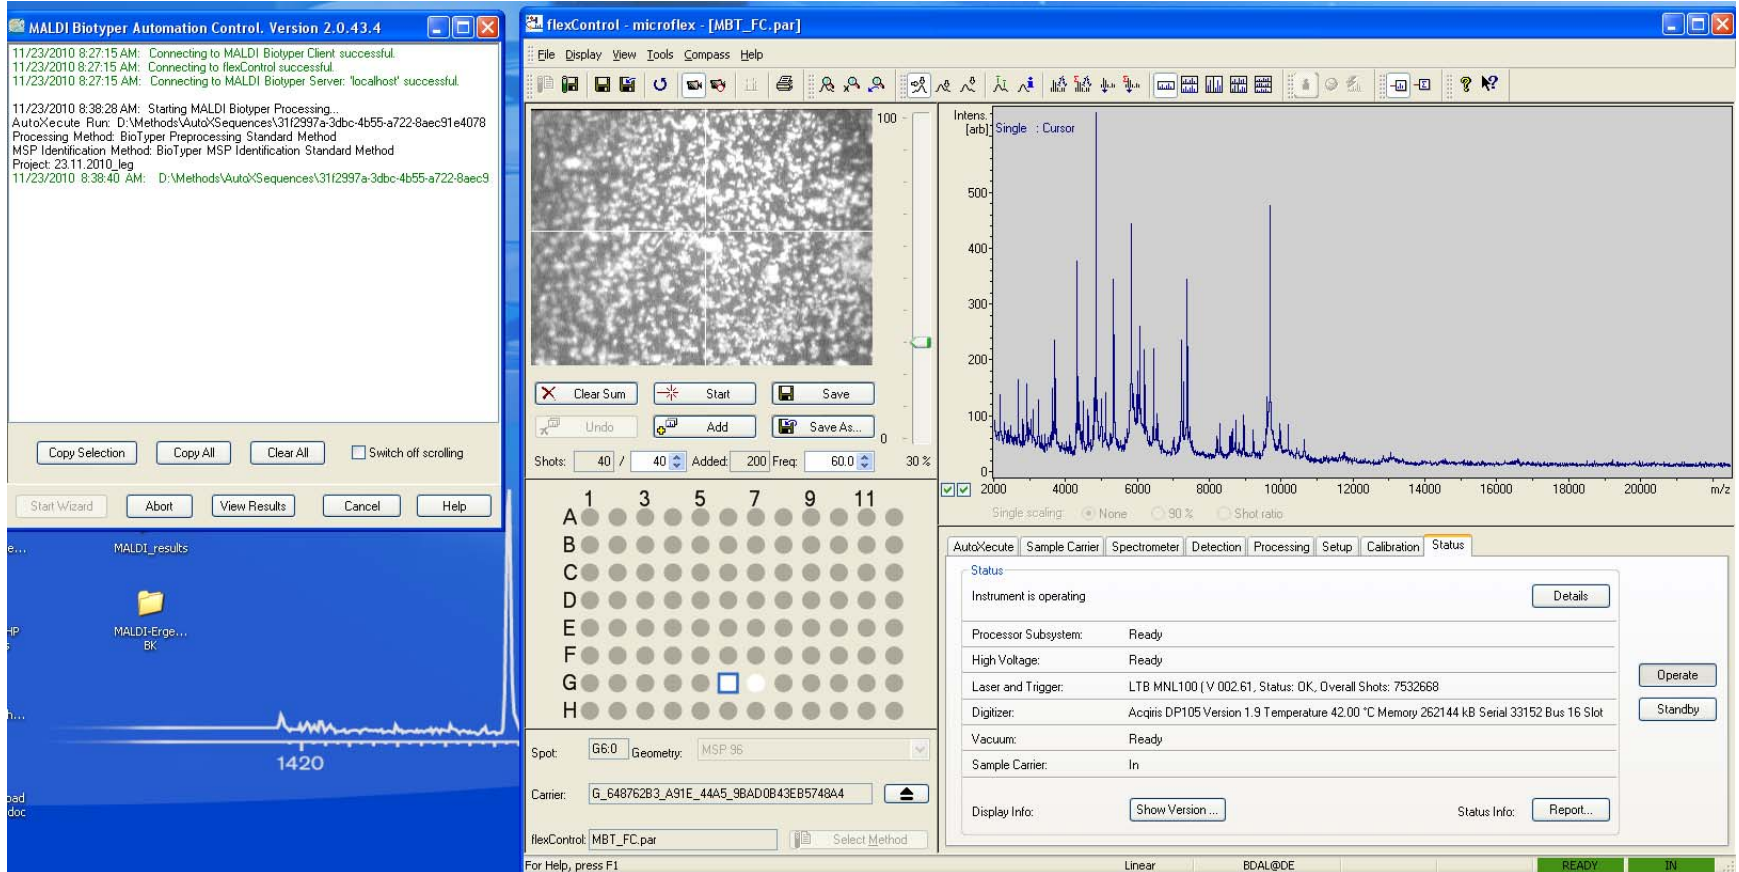 MALDI Biotyper Automation Control. Version 2.0.43.4
11/23/2010 8:27:15 AM: Connecting to MALDI Biotyper Client successful.
11/23/2010 8:27:15 AM: Connecting to flexControl successful.
11/23/2010 8:27:15 AM: Connecting to MALDI Biotyper Server: 'localhost' successful.
11/23/2010 8:38:28 AM: Starting MALDI Biotyper Processing...
AutoXecute Run: D:\Methods\AutoXSequences\31f2997a-3dbc-4b55-a722-8aec91e4078
Processing Method: BioTyper Preprocessing Standard Method
MSP Identification Method: BioTyper MSP Identification Standard Method
Project: 23.11.2010_leg
11/23/2010 8:38:40 AM: D:\Methods\AutoXSequences\31f2997a-3dbc-4b55-a722-8aec9
Copy Selection Copy All Clear All Switch off scrolling
Start Wizard Abort View Results Cancel Help
e... MALDI_results
HP MALDI-Erge...
s BK
h...
1420
oad
doc
flexControl - microflex - [MBT_FC.par]
File Display View Tools Compass Help
100
Clear Sum Start Save
Undo Add Save As...
0
Shots: 40 / 40 Added: 200 Freq: 60.0 30 %
1 3 5 7 9 11
A
B
C
D
E
F
G
H
Spot: G6:0 Geometry: MSP 96
Carrier: G_648762B3_A91E_44A5_9BAD0B43EB5748A4
flexControl: MBT_FC.par Select Method
Intens.
[arb]
Single : Cursor
500
400
300
200
100
0
2000 4000 6000 8000 10000 12000 14000 16000 18000 20000 m/z
Single scaling: None 90 % Shot ratio
AutoXecute Sample Carrier Spectrometer Detection Processing Setup Calibration Status
Status
Instrument is operating Details
Processor Subsystem: Ready
High Voltage: Ready
Laser and Trigger: LTB MNL100 ( V 002.61, Status: OK, Overall Shots: 7532668
Digitizer: Acqiris DP105 Version 1.9 Temperature 42.00 °C Memory 262144 kB Serial 33152 Bus 16 Slot
Vacuum: Ready
Sample Carrier: In
Display Info: Show Version ... Status Info: Report...
Operate
Standby
For Help, press F1 Linear BDAL@DE READY IN